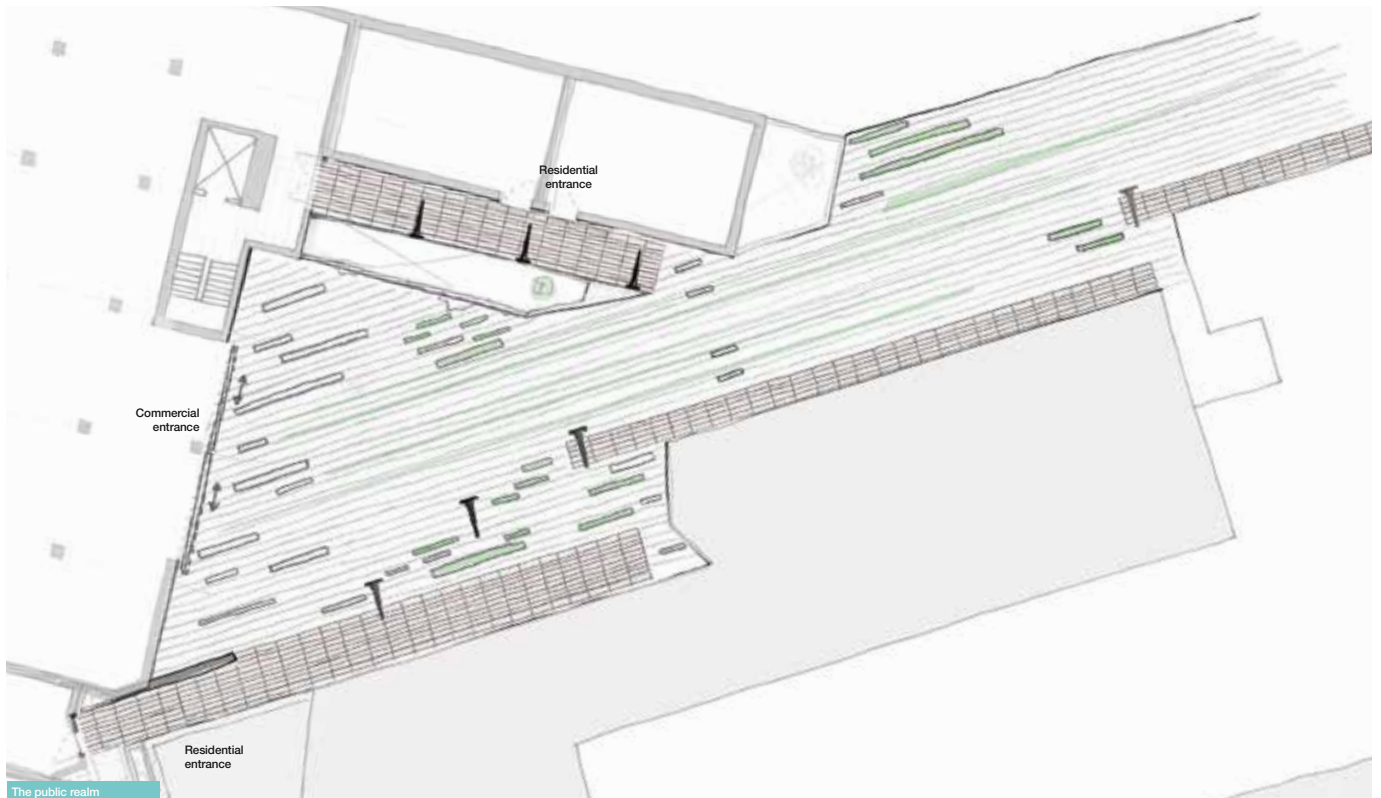 Residential
entrance
Commercial
entrance
Residential
entrance
The public realm